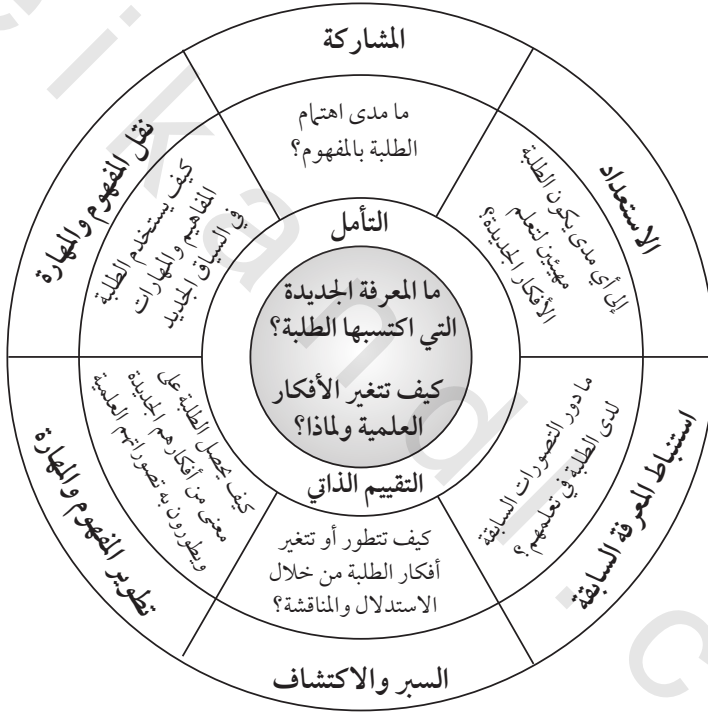 المشاركة
ما مدى اهتمام
الطلبة بالمفهوم؟
الاستعداد
إلى أي مدى يكون الطلبة
مهيئين لتعلم
الأفكار الجديدة؟
استنباط المعرفة السابقة
ما دور التصورات السابقة
لدى الطلبة في تعلمهم؟
السبر والاكتشاف
كيف تتطور أو تتغير
أفكار الطلبة من خلال
الاستدلال والمناقشة؟
تطوير المفهوم والمهارة
كيف يحصل الطلبة على
معنى من أفكارهم الجديدة
ويطورون به تصوراتهم العلمية
نقل المفهوم والمهارة
كيف يستخدم الطلبة
المفاهيم والمهارات
في السياق الجديد
التأمل
ما المعرفة الجديدة
التي اكتسبها الطلبة؟
كيف تتغير الأفكار
العلمية ولماذا؟
التقييم الذاتي
e i k a n d l . c